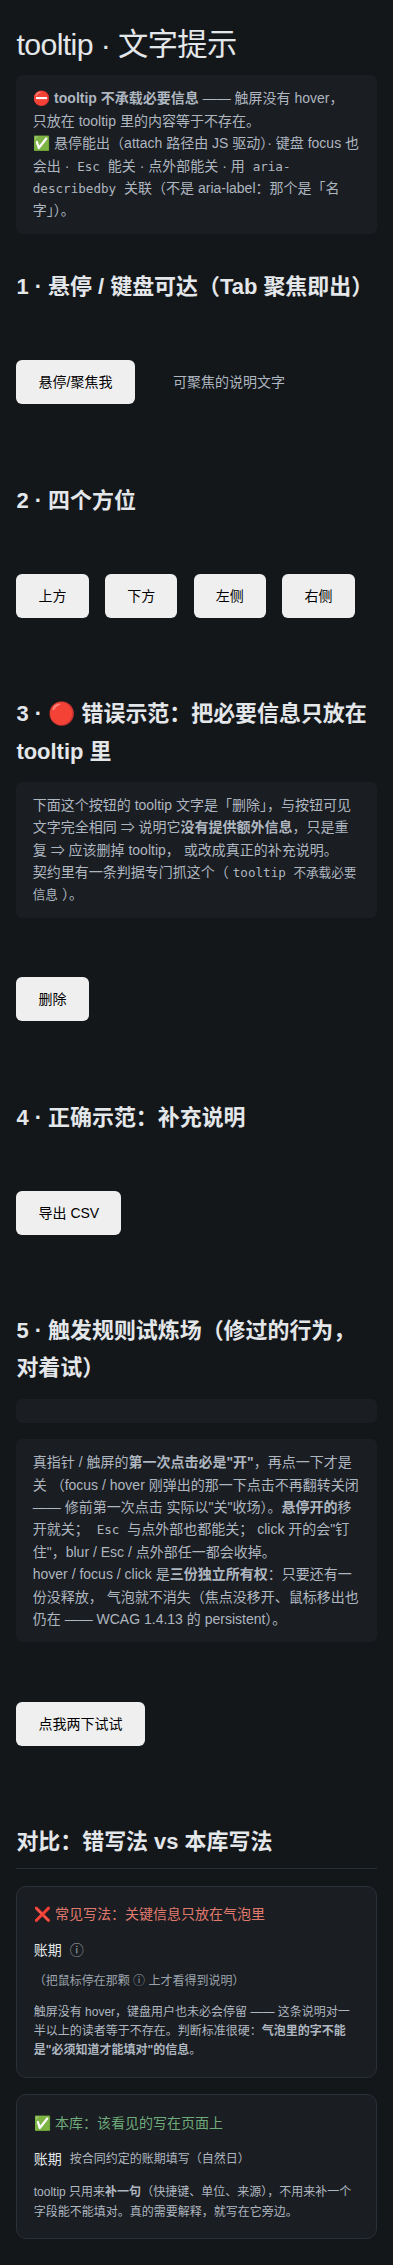 tooltip · 文字提示
⛔ tooltip 不承载必要信息 —— 触屏没有 hover，
只放在 tooltip 里的内容等于不存在。
✅ 悬停能出（attach 路径由 JS 驱动）· 键盘 focus 也
会出 · Esc 能关 · 点外部能关 · 用 aria-
describedby 关联（不是 aria-label：那个是「名
字」）。
1 · 悬停 / 键盘可达（Tab 聚焦即出）
悬停/聚焦我 可聚焦的说明文字
2 · 四个方位
上方 下方 左侧 右侧
3 · 🔴 错误示范：把必要信息只放在
tooltip 里
下面这个按钮的 tooltip 文字是「删除」，与按钮可见
文字完全相同 ⇒ 说明它没有提供额外信息，只是重
复 ⇒ 应该删掉 tooltip， 或改成真正的补充说明。
契约里有一条判据专门抓这个（ tooltip 不承载必要
信息 ）。
删除
4 · 正确示范：补充说明
导出 CSV
5 · 触发规则试炼场（修过的行为，
对着试）
真指针 / 触屏的第一次点击必是"开"，再点一下才是
关 （focus / hover 刚弹出的那一下点击不再翻转关闭
—— 修前第一次点击 实际以"关"收场）。悬停开的移
开就关； Esc 与点外部也都能关； click 开的会"钉
住"，blur / Esc / 点外部任一都会收掉。
hover / focus / click 是三份独立所有权：只要还有一
份没释放， 气泡就不消失（焦点没移开、鼠标移出也
仍在 —— WCAG 1.4.13 的 persistent）。
点我两下试试
对比：错写法 vs 本库写法
❌ 常见写法：关键信息只放在气泡里
账期 ⓘ
（把鼠标停在那颗 ⓘ 上才看得到说明）
触屏没有 hover，键盘用户也未必会停留 —— 这条说明对一
半以上的读者等于不存在。判断标准很硬：气泡里的字不能
是"必须知道才能填对"的信息。
✅ 本库：该看见的写在页面上
账期 按合同约定的账期填写（自然日）
tooltip 只用来补一句（快捷键、单位、来源），不用来补一个
字段能不能填对。真的需要解释，就写在它旁边。